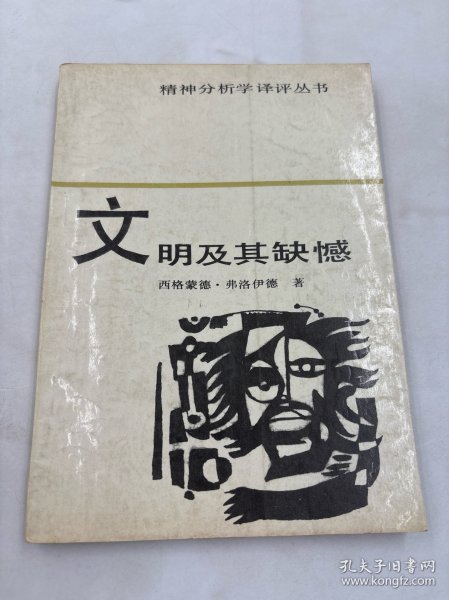 精神分析学译评丛书
文明及其缺憾
西格蒙德·弗洛伊德 著
孔夫子旧书网
www.kongfz.com